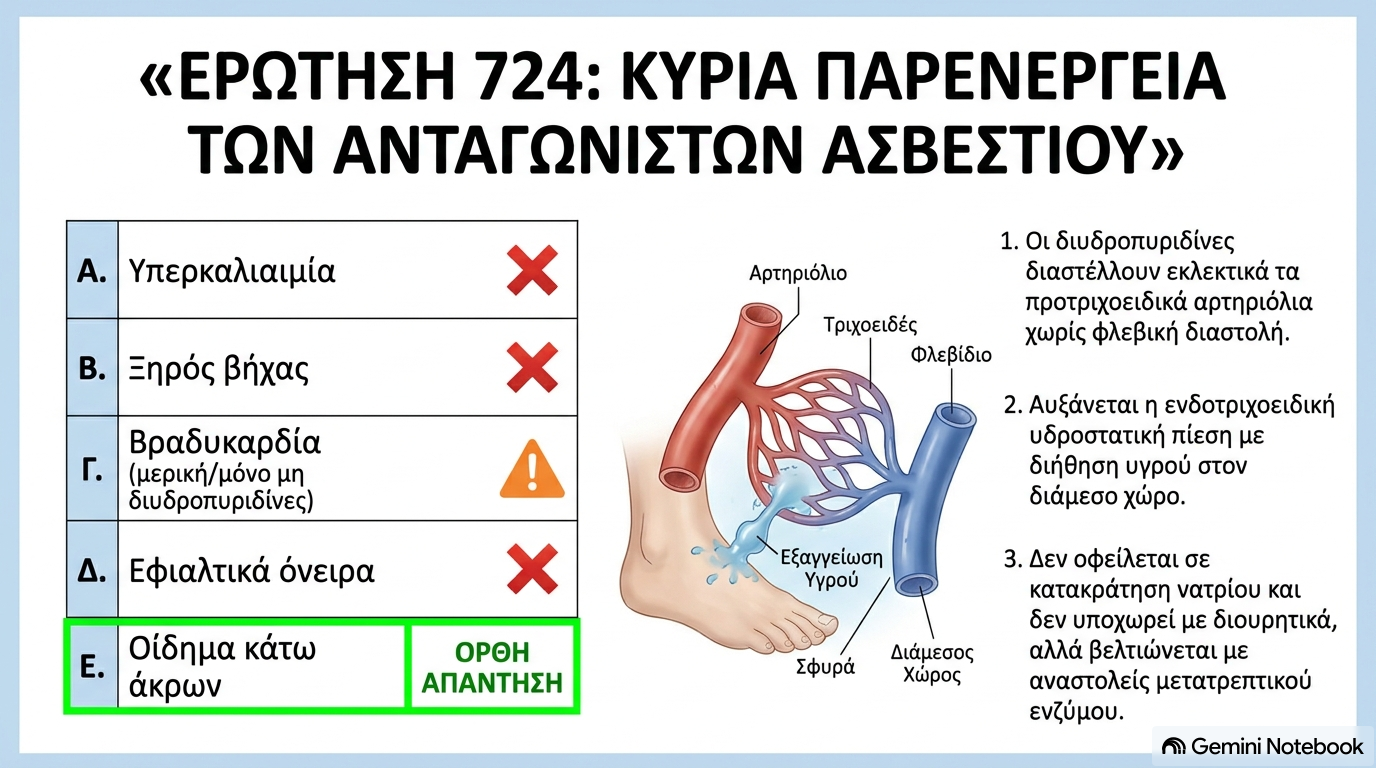 «ΕΡΩΤΗΣΗ 724: ΚΥΡΙΑ ΠΑΡΕΝΕΡΓΕΙΑ
ΤΩΝ ΑΝΤΑΓΩΝΙΣΤΩΝ ΑΣΒΕΣΤΙΟΥ»
Α. Υπερκαλιαιμία
Β. Ξηρός βήχας
Γ. Βραδυκαρδία
(μερική/μόνο μη
διυδροπυριδίνες)
Δ. Εφιαλτικά όνειρα
Ε. Οίδημα κάτω
άκρων
ΟΡΘΗ
ΑΠΑΝΤΗΣΗ
Αρτηριόλιο
Τριχοειδές
Φλεβίδιο
Εξαγγείωση
Υγρού
Σφυρά
Διάμεσος
Χώρος
1. Οι διυδροπυριδίνες
διαστέλλουν εκλεκτικά τα
προτριχοειδικά αρτηριόλια
χωρίς φλεβική διαστολή.
2. Αυξάνεται η ενδοτριχοειδική
υδροστατική πίεση με
διήθηση υγρού στον
διάμεσο χώρο.
3. Δεν οφείλεται σε
κατακράτηση νατρίου και
δεν υποχωρεί με διουρητικά,
αλλά βελτιώνεται με
αναστολείς μετατρεπτικού
ενζύμου.
Gemini Notebook